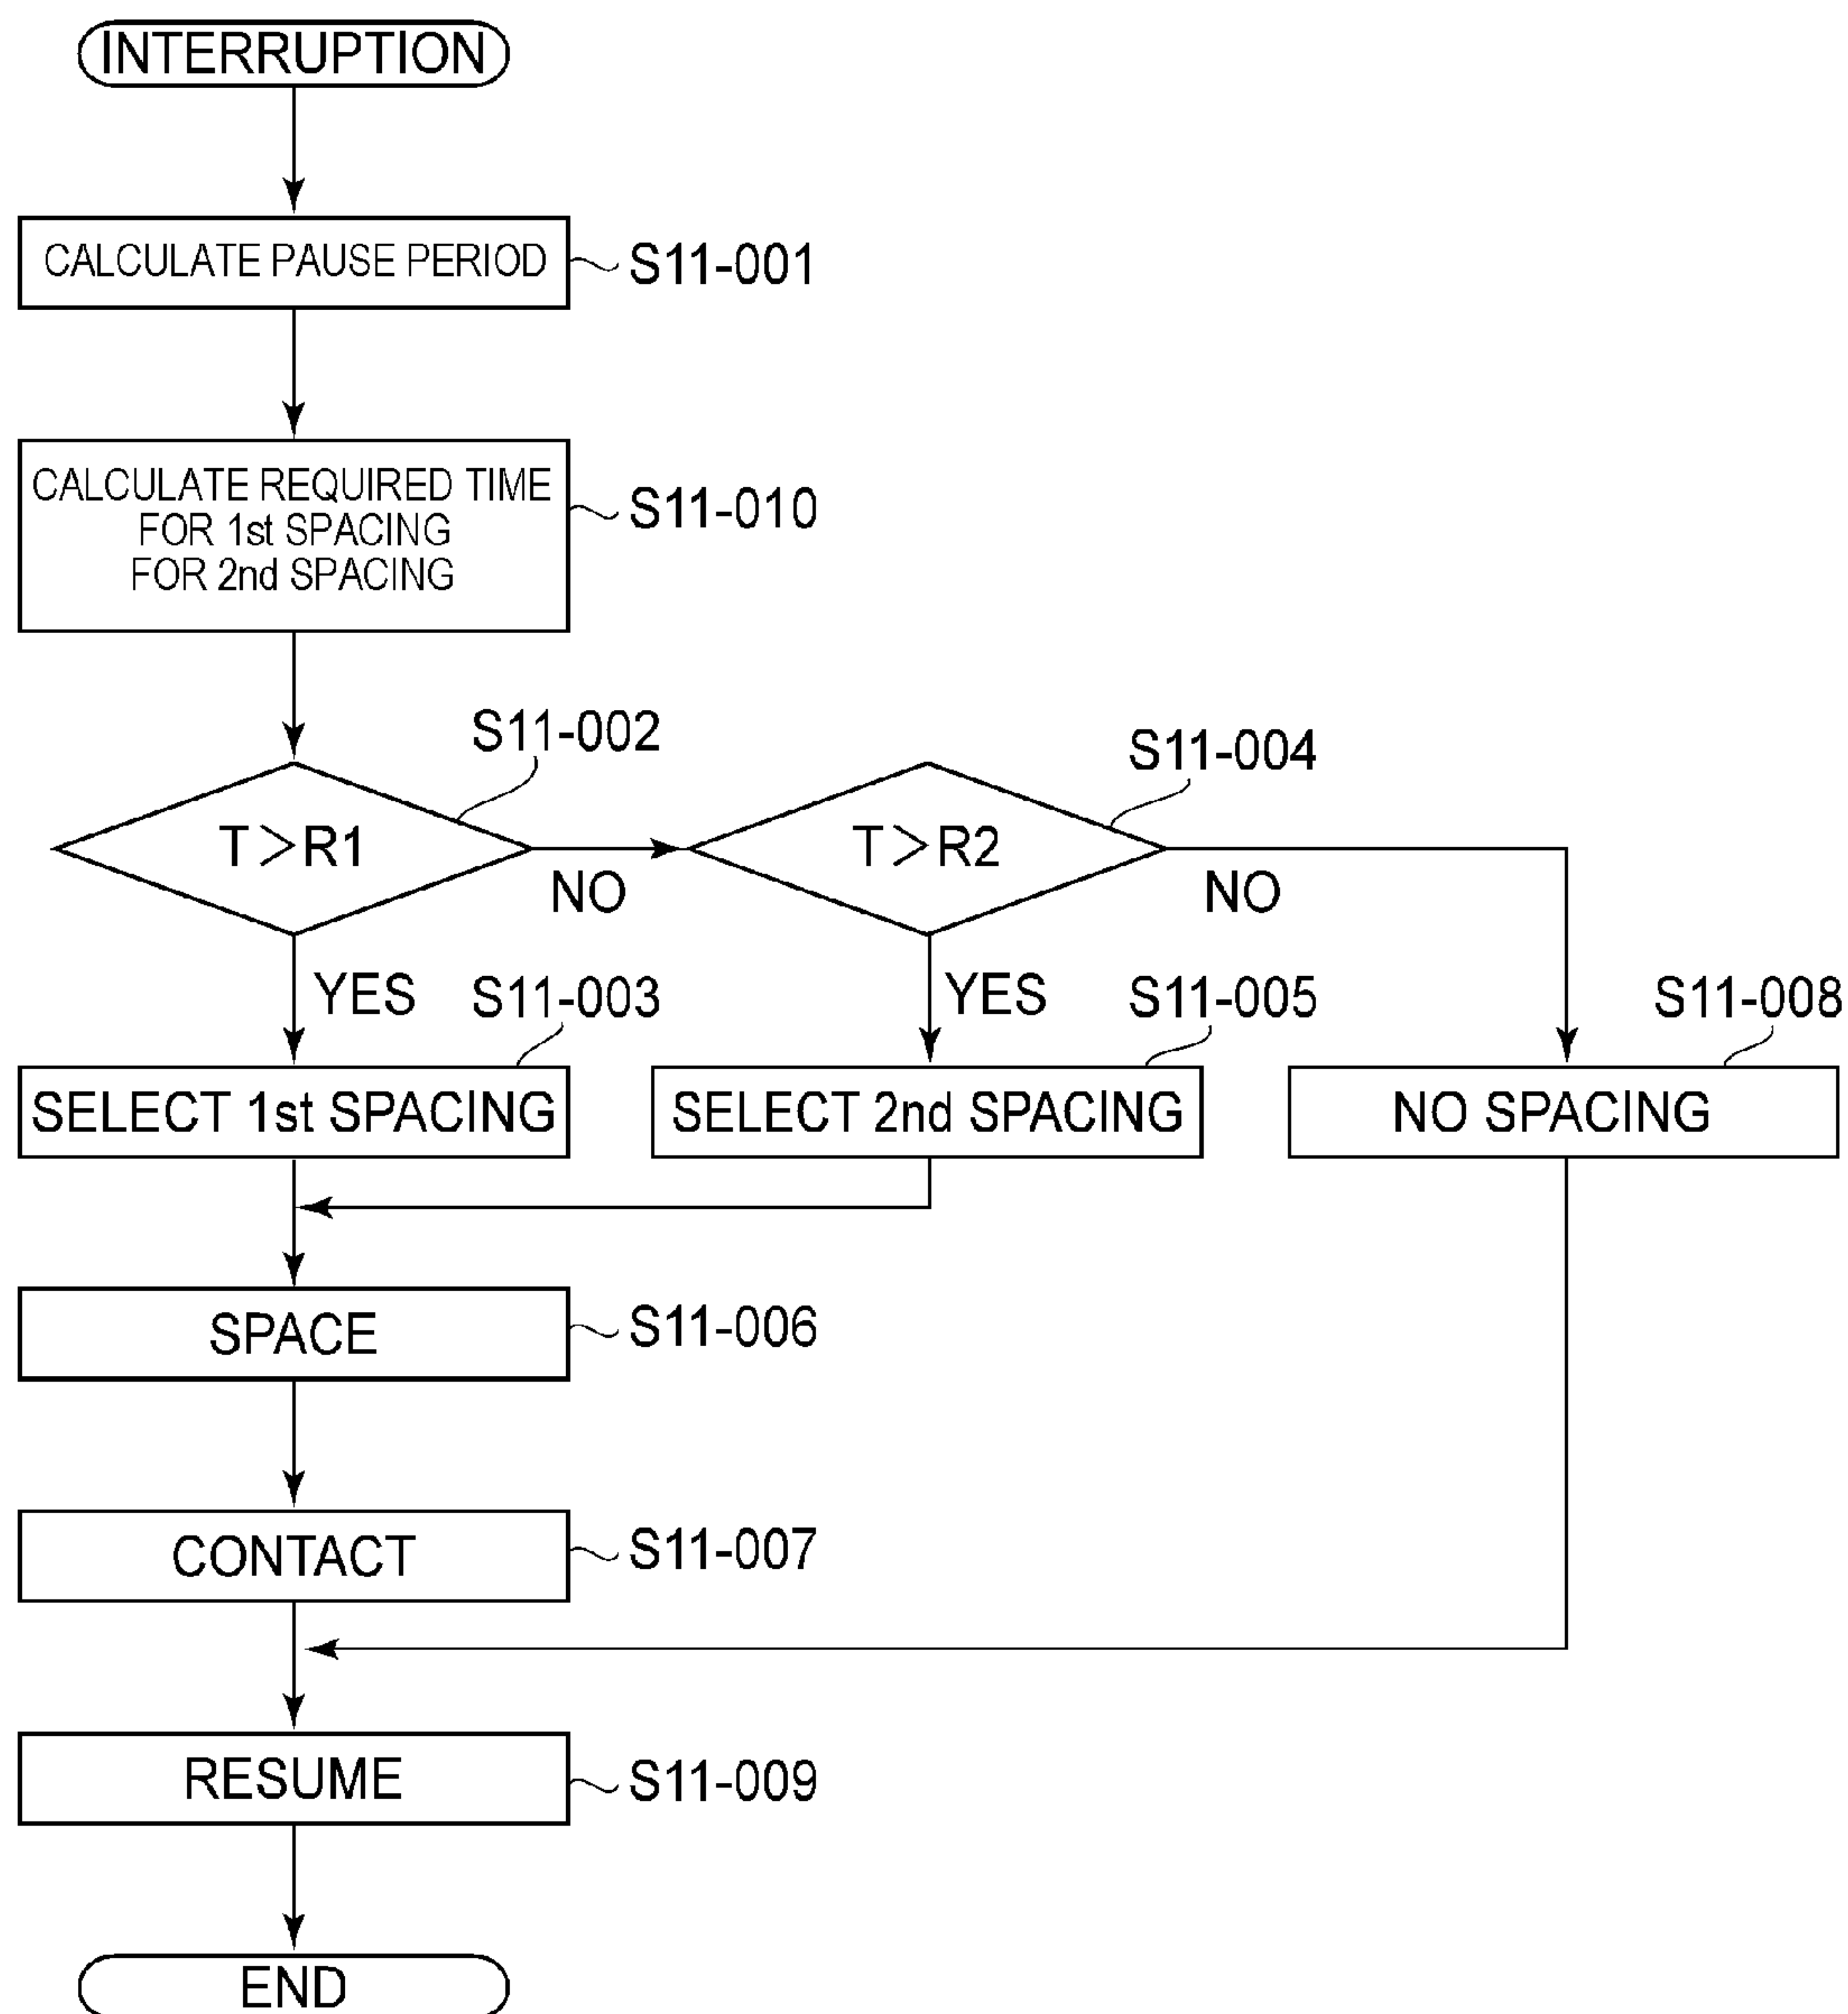 INTERRUPTION
CALCULATE PAUSE PERIOD
S11-001
CALCULATE REQUIRED TIME
FOR 1st SPACING
FOR 2nd SPACING
S11-010
S11-002
S11-004
T>R1
NO
T>R2
NO
YES
S11-003
YES
S11-005
S11-008
SELECT 1st SPACING
SELECT 2nd SPACING
NO SPACING
SPACE
S11-006
CONTACT
S11-007
RESUME
S11-009
END